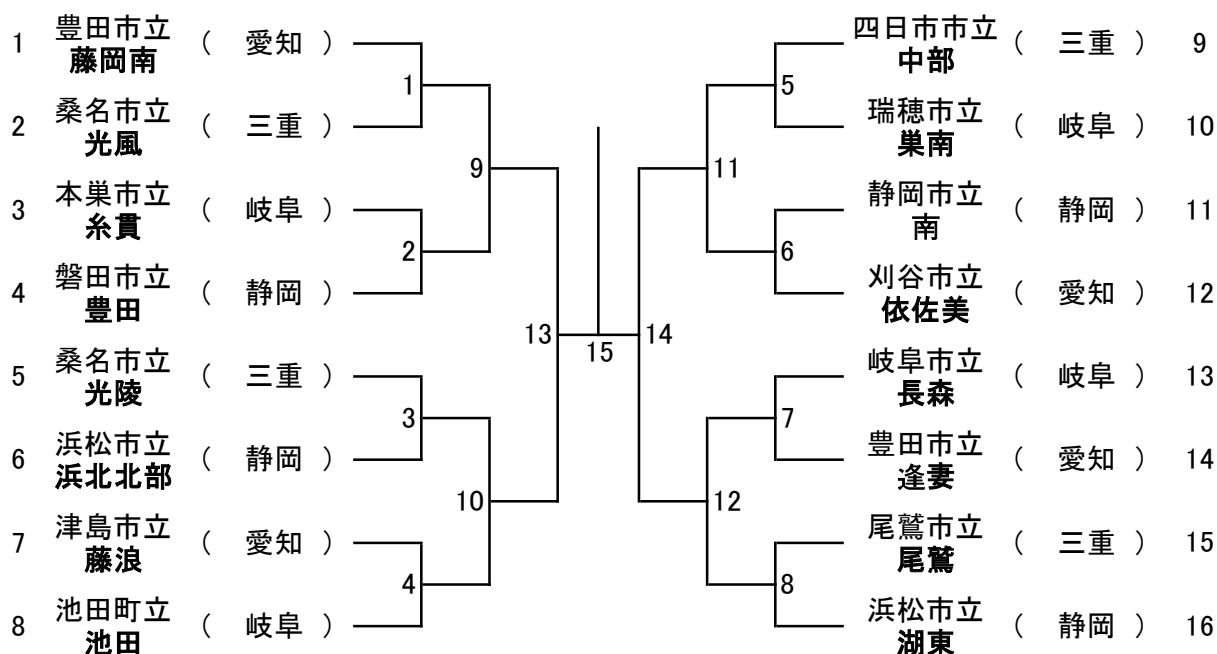 豊田市立
1 藤岡南 ( 愛知 )
桑名市立
2 光風 ( 三重 )
本巣市立
3 糸貫 ( 岐阜 )
磐田市立
4 豊田 ( 静岡 )
桑名市立
5 光陵 ( 三重 )
浜松市立
6 浜北北部 ( 静岡 )
津島市立
7 藤浪 ( 愛知 )
池田町立
8 池田 ( 岐阜 )
1
2
3
4
9
10
13
15
14
11
12
5
6
7
8
四日市市立
中部 ( 三重 ) 9
瑞穂市立
巣南 ( 岐阜 ) 10
静岡市立
南 ( 静岡 ) 11
刈谷市立
依佐美 ( 愛知 ) 12
岐阜市立
長森 ( 岐阜 ) 13
豊田市立
逢妻 ( 愛知 ) 14
尾鷲市立
尾鷲 ( 三重 ) 15
浜松市立
湖東 ( 静岡 ) 16